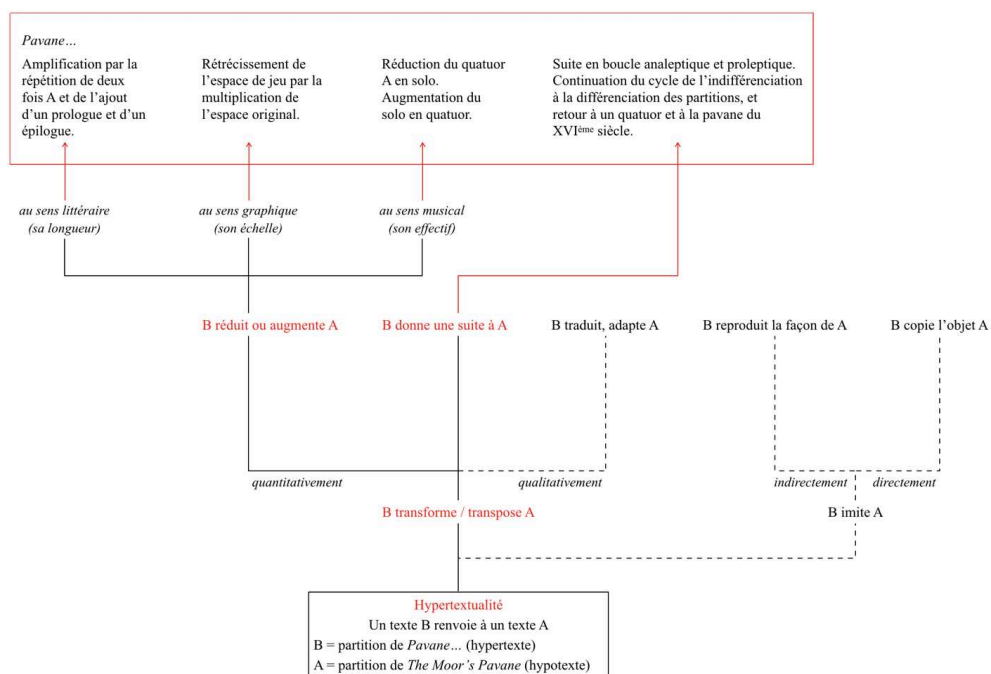 Pavane…
Amplification par la
répétition de deux
fois A et de l’ajout
d’un prologue et d’un
épilogue.
Rétrécissement de
l’espace de jeu par la
multiplication de
l’espace original.
Réduction du quatuor
A en solo.
Augmentation du
solo en quatuor.
Suite en boucle analeptique et proleptique.
Continuation du cycle de l’indifférenciation
à la différenciation des partitions, et
retour à un quatuor et à la pavane du
XVIème siècle.
au sens littéraire
(sa longueur)
au sens graphique
(son échelle)
au sens musical
(son effectif)
B réduit ou augmente A
B donne une suite à A
B traduit, adapte A
B reproduit la façon de A
B copie l’objet A
quantitativement
qualitativement
indirectement
directement
B transforme / transpose A
B imite A
Hypertextualité
Un texte B renvoie à un texte A
B = partition de Pavane… (hypertexte)
A = partition de The Moor’s Pavane (hypotexte)